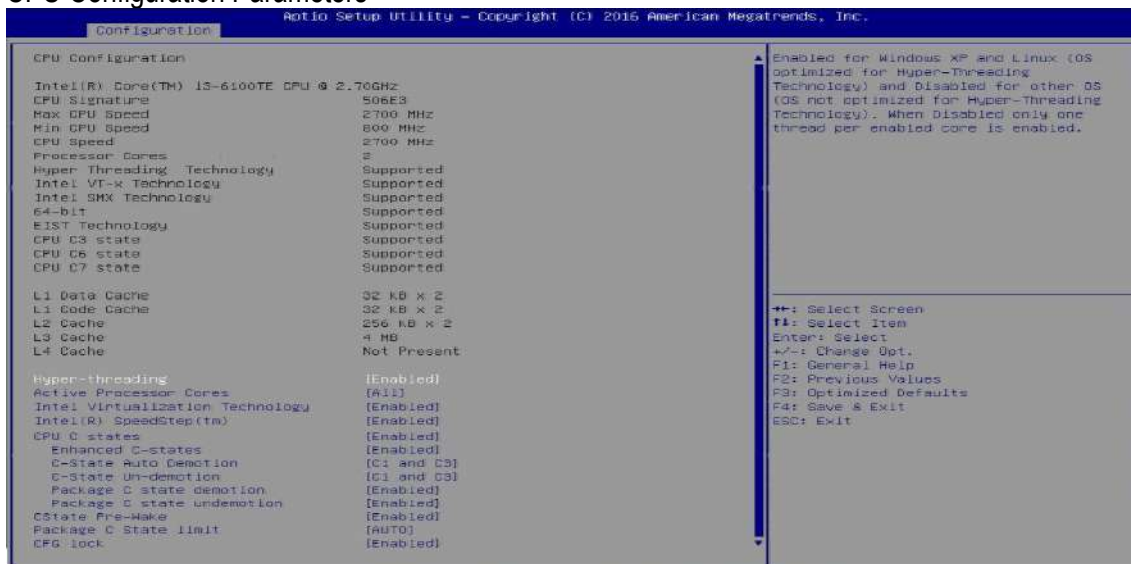 Aptio Setup Utility – Copyright (C) 2016 American Megatrends, Inc.
Configuration
CPU Configuration
Intel(R) Core(TM) i3-6100TE CPU @ 2.70GHz
CPU Signature 506E3
Max CPU Speed 2700 MHz
Min CPU Speed 800 MHz
CPU Speed 2700 MHz
Processor Cores 2
Hyper Threading Technology Supported
Intel VT-x Technology Supported
Intel SMX Technology Supported
64-bit Supported
EIST Technology Supported
CPU C3 state Supported
CPU C6 state Supported
CPU C7 state Supported
L1 Data Cache 32 KB x 2
L1 Code Cache 32 KB x 2
L2 Cache 256 KB x 2
L3 Cache 4 MB
L4 Cache Not Present
Hyper-threading [Enabled]
Active Processor Cores [All]
Intel Virtualization Technology [Enabled]
Intel(R) SpeedStep(tm) [Enabled]
CPU C states [Enabled]
Enhanced C-states [Enabled]
C-State Auto Demotion [C1 and C3]
C-State Un-demotion [C1 and C3]
Package C state demotion [Enabled]
Package C state undemotion [Enabled]
CState Pre-Wake [Enabled]
Package C State limit [AUTO]
CFG lock [Enabled]
Enabled for Windows XP and Linux (OS
optimized for Hyper-Threading
Technology) and Disabled for other OS
(OS not optimized for Hyper-Threading
Technology). When Disabled only one
thread per enabled core is enabled.
→←: Select Screen
↑↓: Select Item
Enter: Select
+/-: Change Opt.
F1: General Help
F2: Previous Values
F3: Optimized Defaults
F4: Save & Exit
ESC: Exit